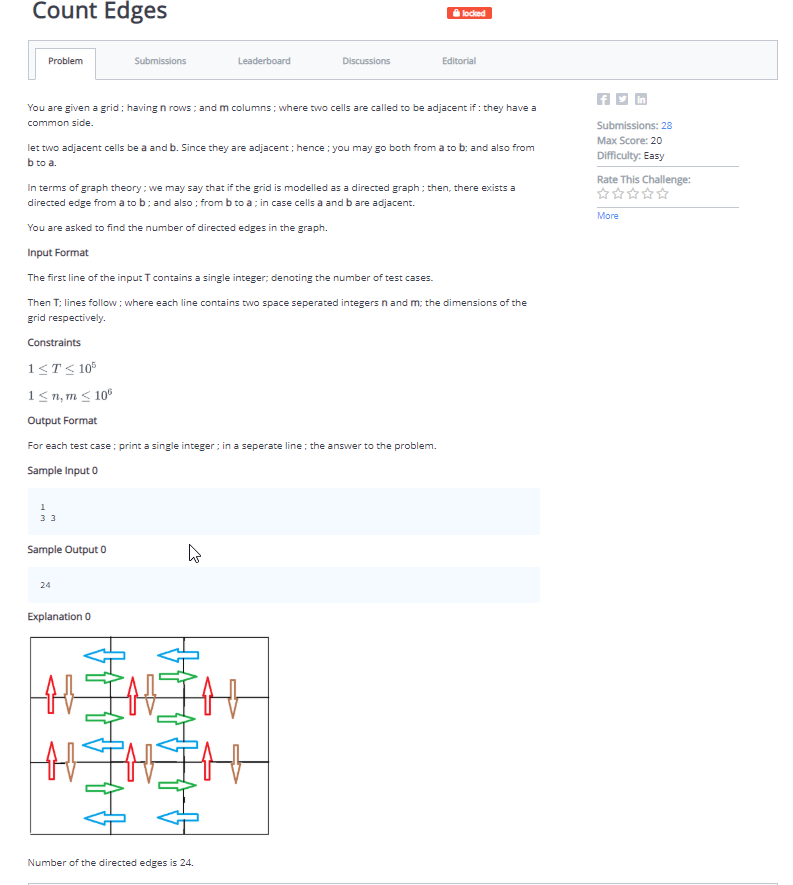 Count Edges
locked
Problem Submissions Leaderboard Discussions Editorial
You are given a grid ; having n rows ; and m columns ; where two cells are called to be adjacent if : they have a
common side.
let two adjacent cells be a and b. Since they are adjacent ; hence ; you may go both from a to b; and also from
b to a.
In terms of graph theory ; we may say that if the grid is modelled as a directed graph ; then, there exists a
directed edge from a to b ; and also ; from b to a ; in case cells a and b are adjacent.
You are asked to find the number of directed edges in the graph.
Input Format
The first line of the input T contains a single integer; denoting the number of test cases.
Then T; lines follow ; where each line contains two space seperated integers n and m; the dimensions of the
grid respectively.
Constraints
1 ≤ T ≤ 10⁵
1 ≤ n, m ≤ 10⁶
Output Format
For each test case ; print a single integer ; in a seperate line ; the answer to the problem.
Sample Input 0
1
3 3
Sample Output 0
24
Explanation 0
Number of the directed edges is 24.
Submissions: 28
Max Score: 20
Difficulty: Easy
Rate This Challenge:
More